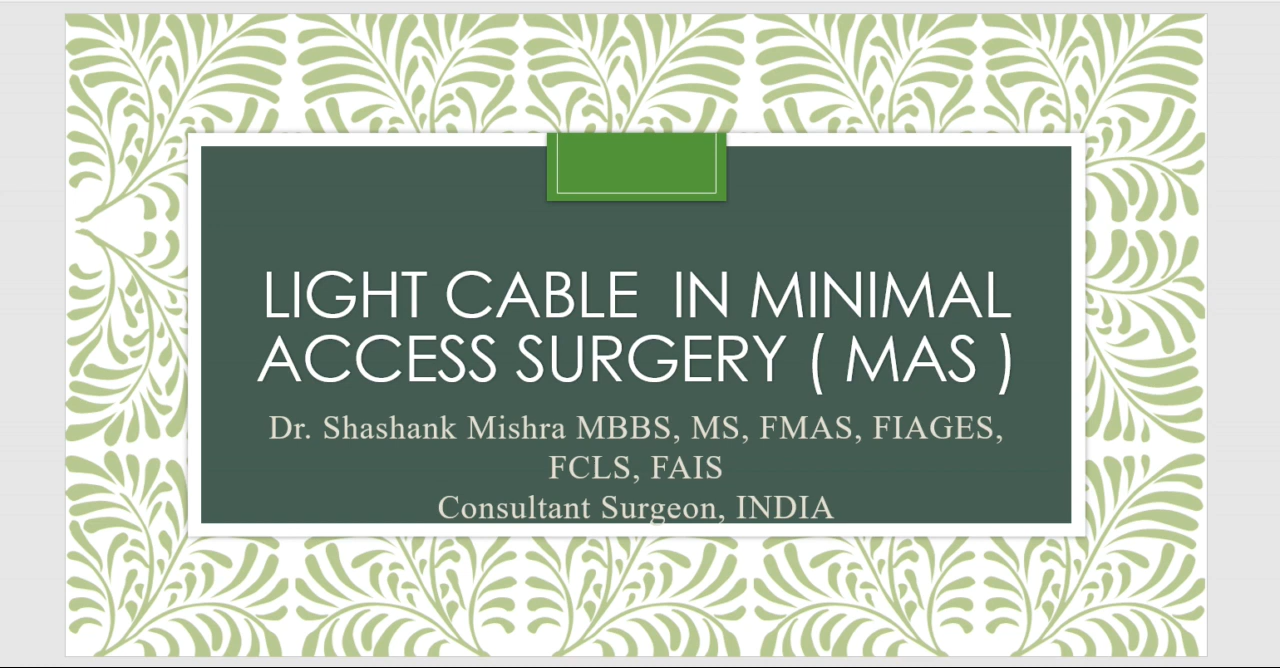 LIGHT CABLE IN MINIMAL
ACCESS SURGERY ( MAS )
Dr. Shashank Mishra MBBS, MS, FMAS, FIAGES,
FCLS, FAIS
Consultant Surgeon, INDIA